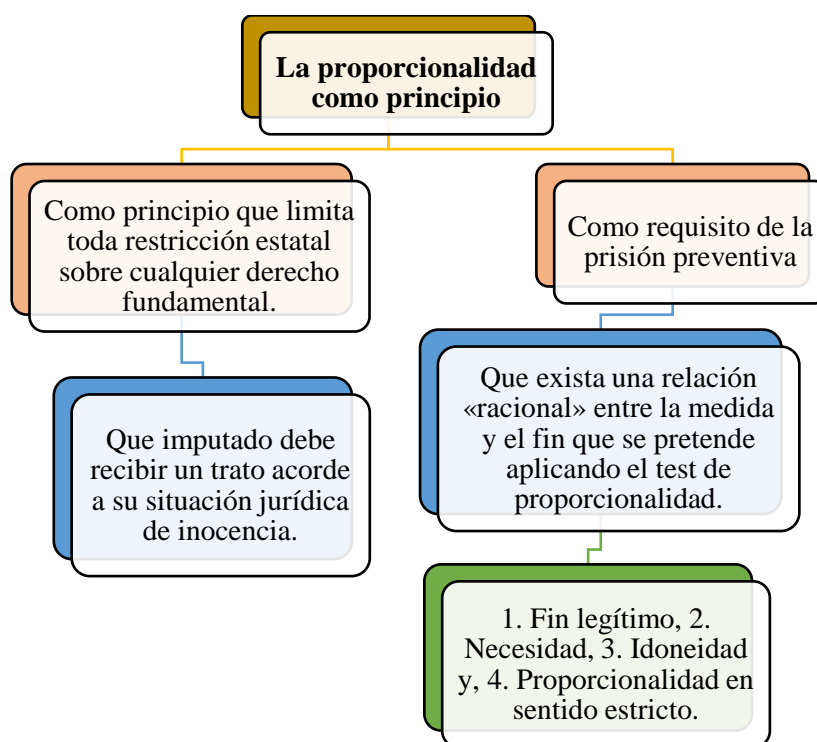 La proporcionalidad
como principio
Como principio que limita
toda restricción estatal
sobre cualquier derecho
fundamental.
Como requisito de la
prisión preventiva
Que imputado debe
recibir un trato acorde
a su situación jurídica
de inocencia.
Que exista una relación
«racional» entre la medida
y el fin que se pretende
aplicando el test de
proporcionalidad.
1. Fin legítimo, 2.
Necesidad, 3. Idoneidad
y, 4. Proporcionalidad en
sentido estricto.